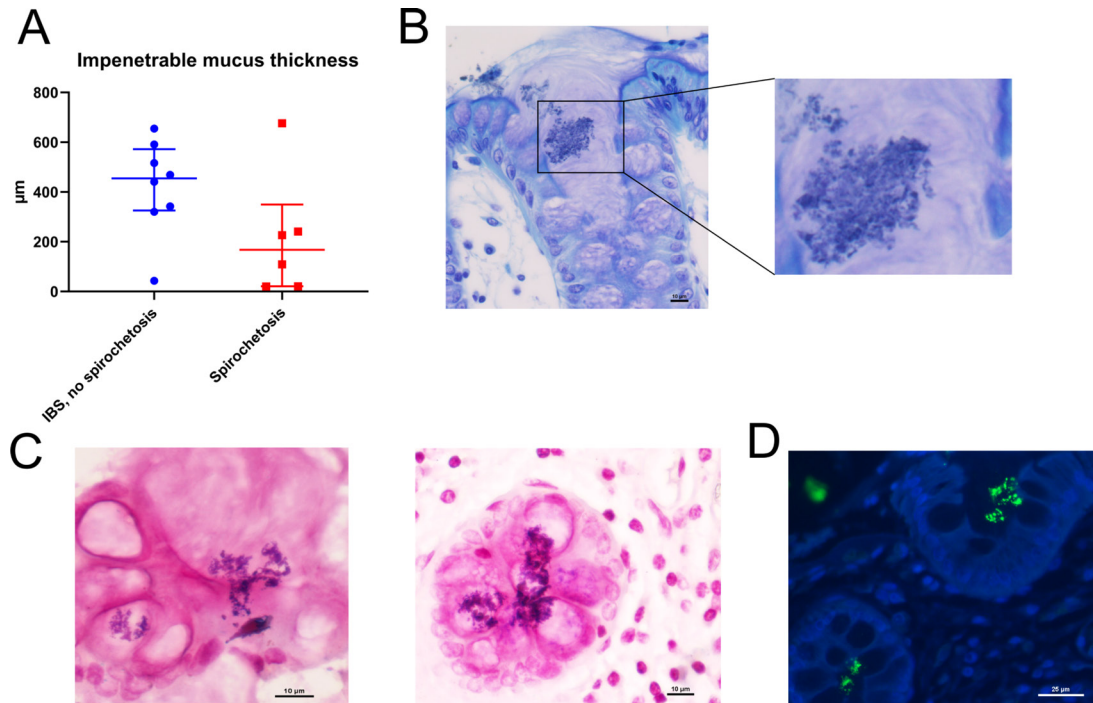 A
Impenetrable mucus thickness
800
600
400
200
0
µm
IBS, no spirochetosis
Spirochetosis
B
10 µm
C
10 µm
10 µm
D
25 µm